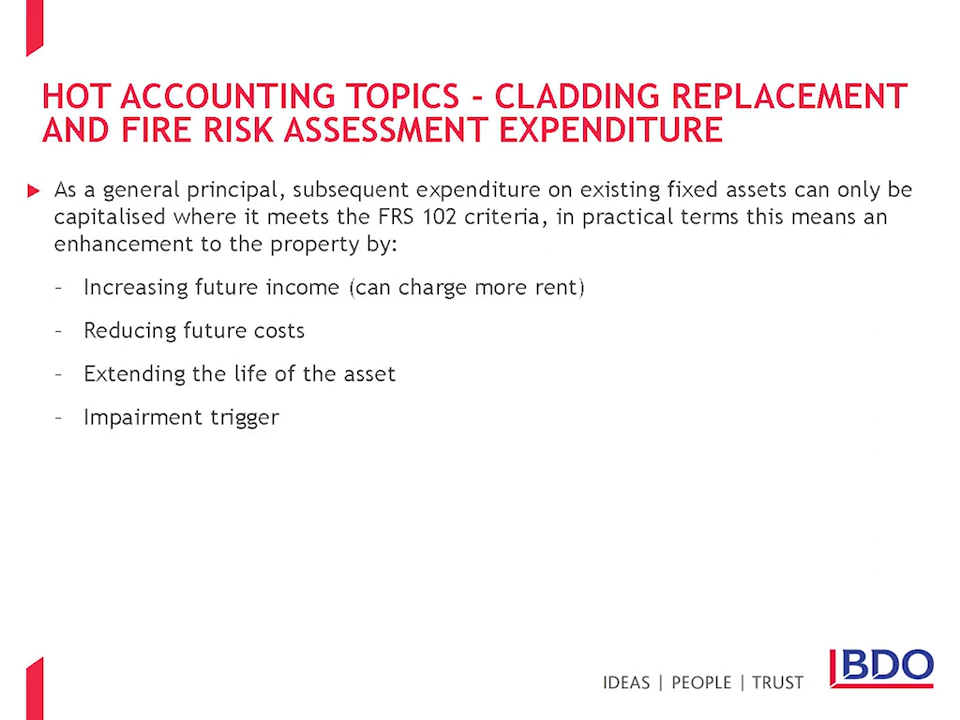 HOT ACCOUNTING TOPICS - CLADDING REPLACEMENT
AND FIRE RISK ASSESSMENT EXPENDITURE
As a general principal, subsequent expenditure on existing fixed assets can only be
capitalised where it meets the FRS 102 criteria, in practical terms this means an
enhancement to the property by:
- Increasing future income (can charge more rent)
- Reducing future costs
- Extending the life of the asset
- Impairment trigger
IDEAS | PEOPLE | TRUST
BDO